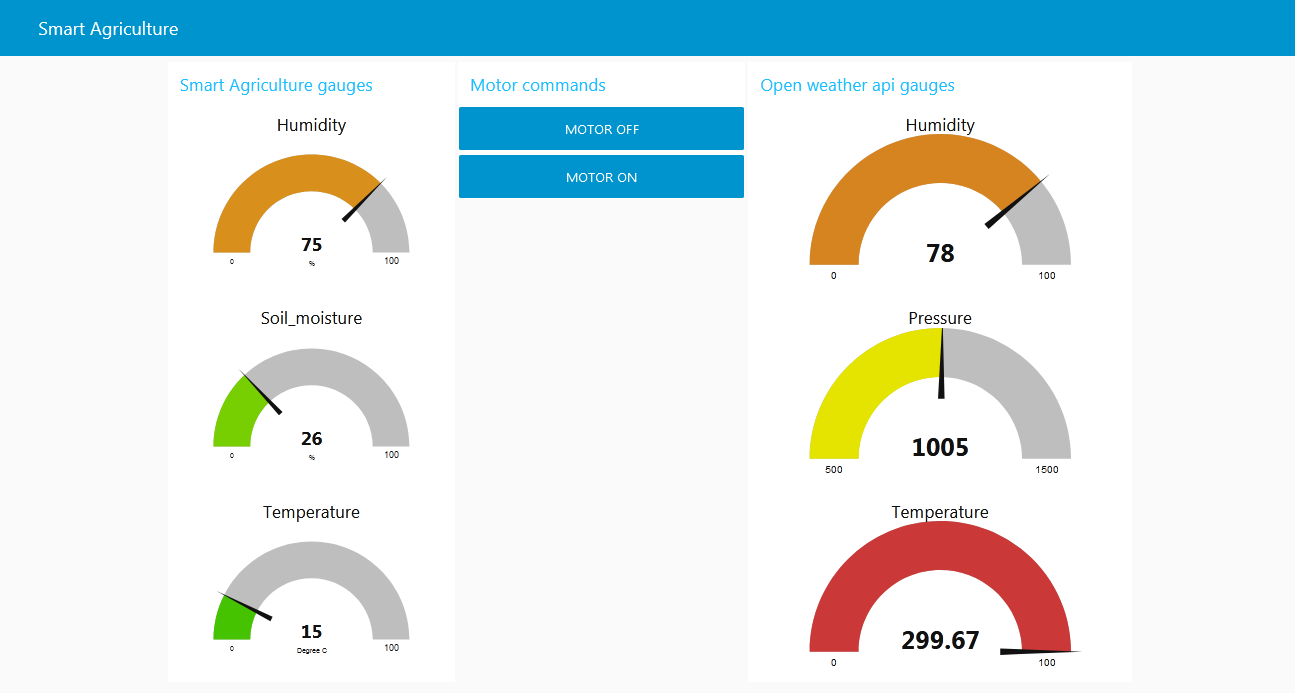 Smart Agriculture
Smart Agriculture gauges
Humidity
75
%
0
100
Soil_moisture
26
%
0
100
Temperature
15
Degree C
0
100
Motor commands
MOTOR OFF
MOTOR ON
Open weather api gauges
Humidity
78
0
100
Pressure
1005
500
1500
Temperature
299.67
0
100